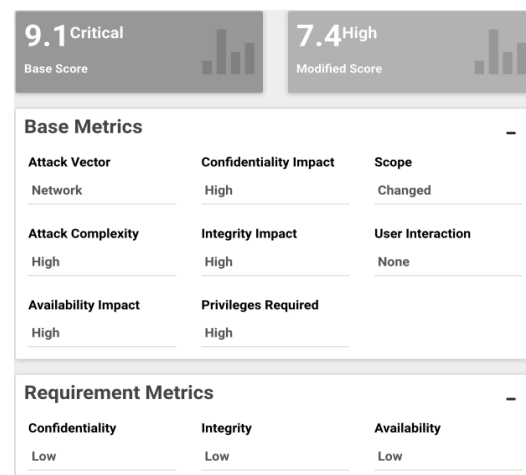 9.1 Critical
Base Score
7.4 High
Modified Score
Base Metrics
Attack Vector
Network
Confidentiality Impact
High
Scope
Changed
Attack Complexity
High
Integrity Impact
High
User Interaction
None
Availability Impact
High
Privileges Required
High
Requirement Metrics
Confidentiality
Low
Integrity
Low
Availability
Low